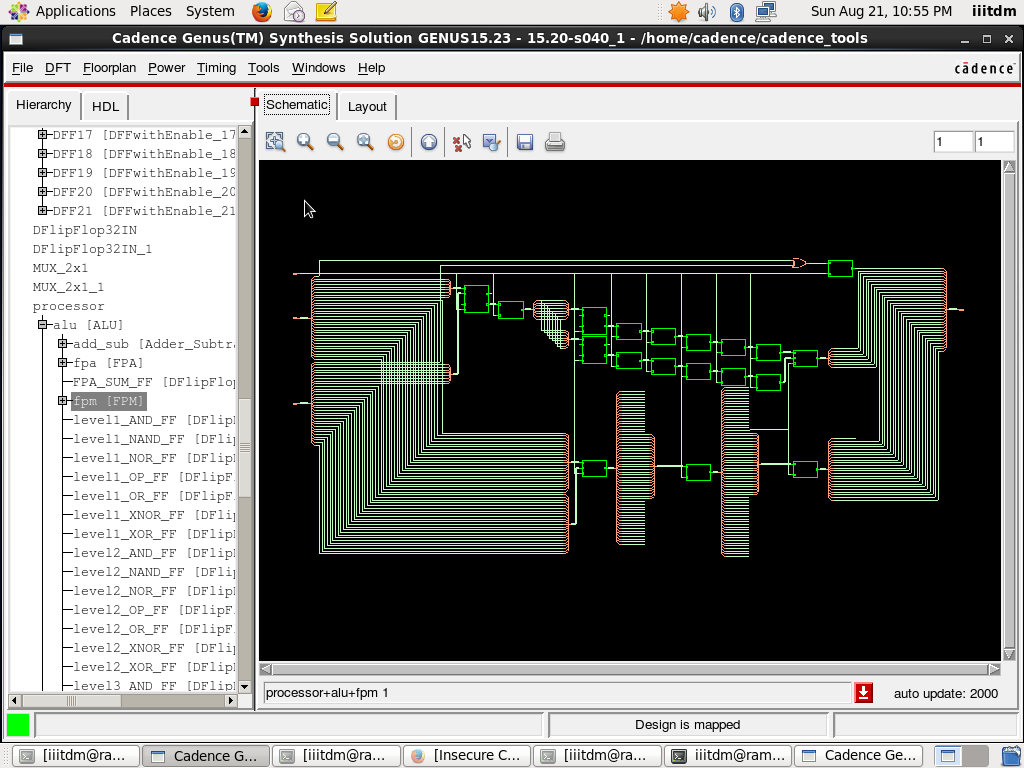 Applications Places System Sun Aug 21, 10:55 PM iiitdm
Cadence Genus(TM) Synthesis Solution GENUS15.23 - 15.20-s040_1 - /home/cadence/cadence_tools
File DFT Floorplan Power Timing Tools Windows Help cādence
Hierarchy HDL Schematic Layout
1 1
DFF17 [DFFwithEnable_17
DFF18 [DFFwithEnable_18
DFF19 [DFFwithEnable_19
DFF20 [DFFwithEnable_20
DFF21 [DFFwithEnable_21
DFlipFlop32IN
DFlipFlop32IN_1
MUX_2x1
MUX_2x1_1
processor
alu [ALU]
add_sub [Adder_Subtra
fpa [FPA]
FPA_SUM_FF [DFlipFlop
fpm [FPM]
level1_AND_FF [DFlipF
level1_NAND_FF [DFlip
level1_NOR_FF [DFlipF
level1_OP_FF [DFlipFl
level1_OR_FF [DFlipFl
level1_XNOR_FF [DFlip
level1_XOR_FF [DFlipF
level2_AND_FF [DFlipF
level2_NAND_FF [DFlip
level2_NOR_FF [DFlipF
level2_OP_FF [DFlipF
level2_OR_FF [DFlipF
level2_XNOR_FF [DFlip
level2_XOR_FF [DFlipF
level3_AND_FF [DFlipF
processor+alu+fpm 1 auto update: 2000
Design is mapped
[iiitdm@ra... Cadence G... [iiitdm@ra... [Insecure C... [iiitdm@ra... iiitdm@ram... Cadence Ge...